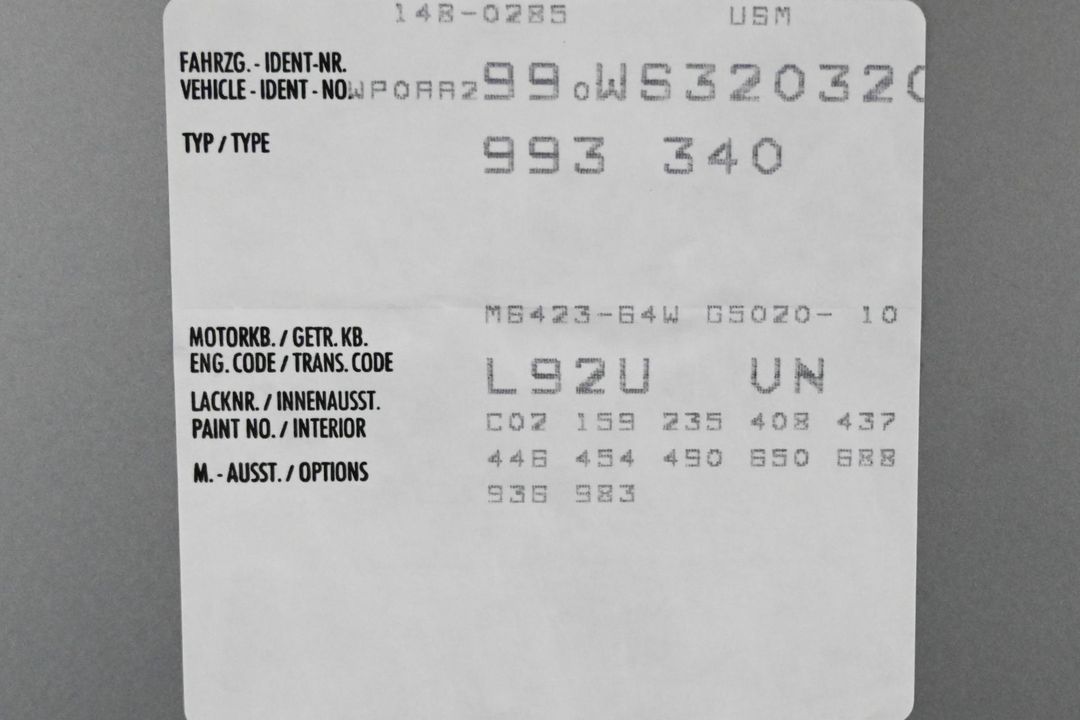 148-0285 USM
FAHRZG. - IDENT-NR.
VEHICLE - IDENT - NO. WP0AA299 0WS320320
TYP / TYPE 993 340
M6423-64W G5020- 10
MOTORKB. / GETR. KB.
ENG. CODE / TRANS. CODE
L92U VN
LACKNR. / INNENAUSST.
PAINT NO. / INTERIOR
C02 159 235 408 437
446 454 490 650 688
M. - AUSST. / OPTIONS
936 983